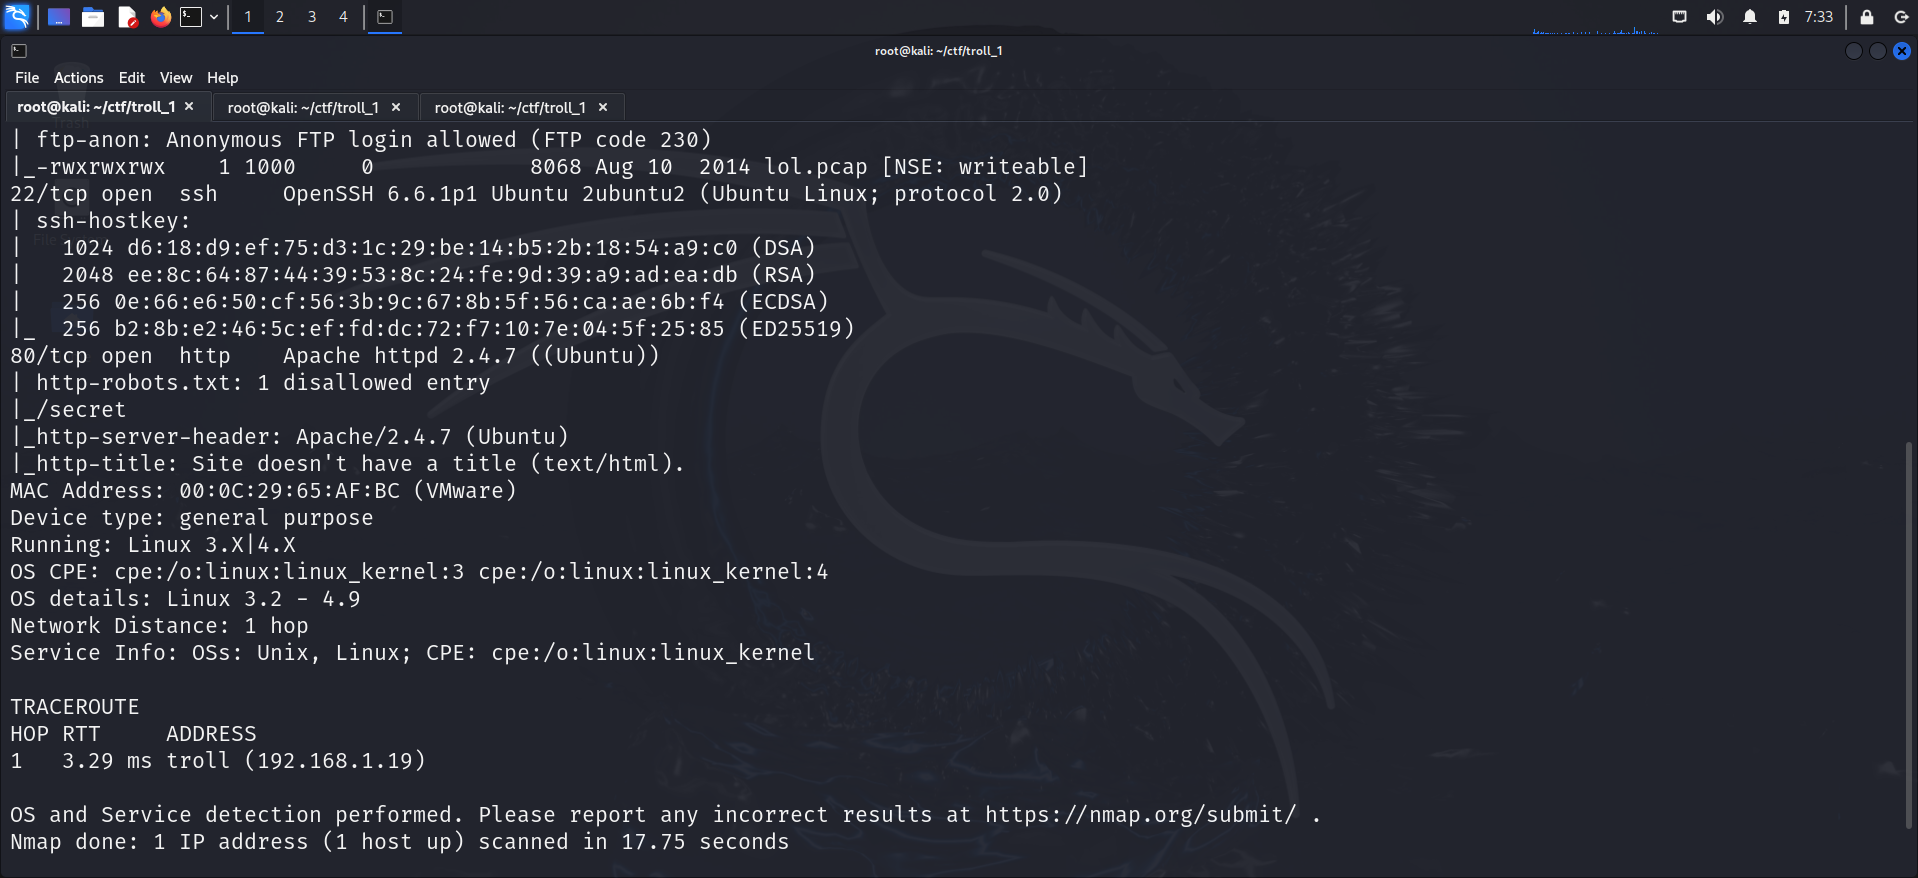 1 2 3 4 7:33
root@kali: ~/ctf/troll_1
File Actions Edit View Help
root@kali: ~/ctf/troll_1 × root@kali: ~/ctf/troll_1 × root@kali: ~/ctf/troll_1 ×
| ftp-anon: Anonymous FTP login allowed (FTP code 230)
|_-rwxrwxrwx    1 1000     0            8068 Aug 10  2014 lol.pcap [NSE: writeable]
22/tcp open  ssh     OpenSSH 6.6.1p1 Ubuntu 2ubuntu2 (Ubuntu Linux; protocol 2.0)
| ssh-hostkey:
|   1024 d6:18:d9:ef:75:d3:1c:29:be:14:b5:2b:18:54:a9:c0 (DSA)
|   2048 ee:8c:64:87:44:39:53:8c:24:fe:9d:39:a9:ad:ea:db (RSA)
|   256 0e:66:e6:50:cf:56:3b:9c:67:8b:5f:56:ca:ae:6b:f4 (ECDSA)
|_  256 b2:8b:e2:46:5c:ef:fd:dc:72:f7:10:7e:04:5f:25:85 (ED25519)
80/tcp open  http    Apache httpd 2.4.7 ((Ubuntu))
| http-robots.txt: 1 disallowed entry
|_/secret
|_http-server-header: Apache/2.4.7 (Ubuntu)
|_http-title: Site doesn't have a title (text/html).
MAC Address: 00:0C:29:65:AF:BC (VMware)
Device type: general purpose
Running: Linux 3.X|4.X
OS CPE: cpe:/o:linux:linux_kernel:3 cpe:/o:linux:linux_kernel:4
OS details: Linux 3.2 - 4.9
Network Distance: 1 hop
Service Info: OSs: Unix, Linux; CPE: cpe:/o:linux:linux_kernel
TRACEROUTE
HOP RTT     ADDRESS
1   3.29 ms troll (192.168.1.19)
OS and Service detection performed. Please report any incorrect results at https://nmap.org/submit/ .
Nmap done: 1 IP address (1 host up) scanned in 17.75 seconds